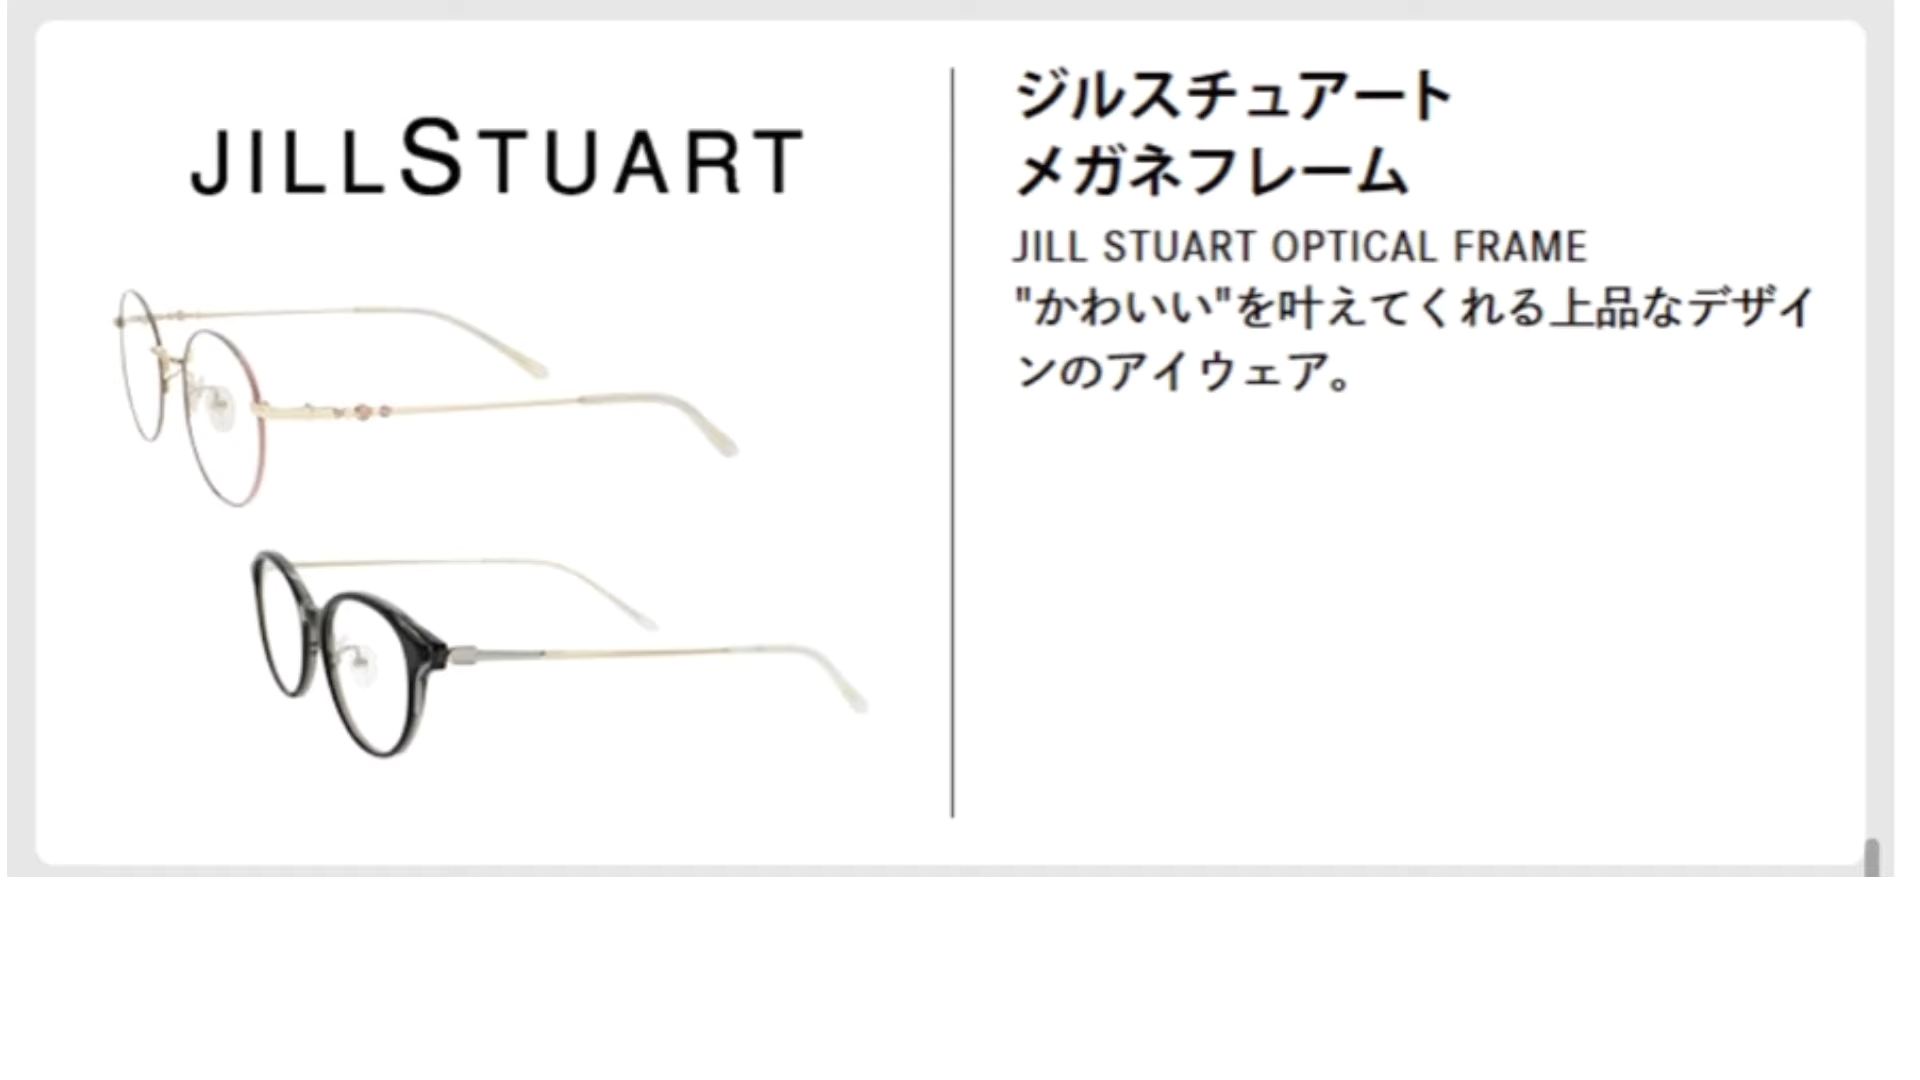 JILLSTUART
ジルスチュアート
メガネフレーム
JILL STUART OPTICAL FRAME
"かわいい"を叶えてくれる上品なデザイ
ンのアイウェア。